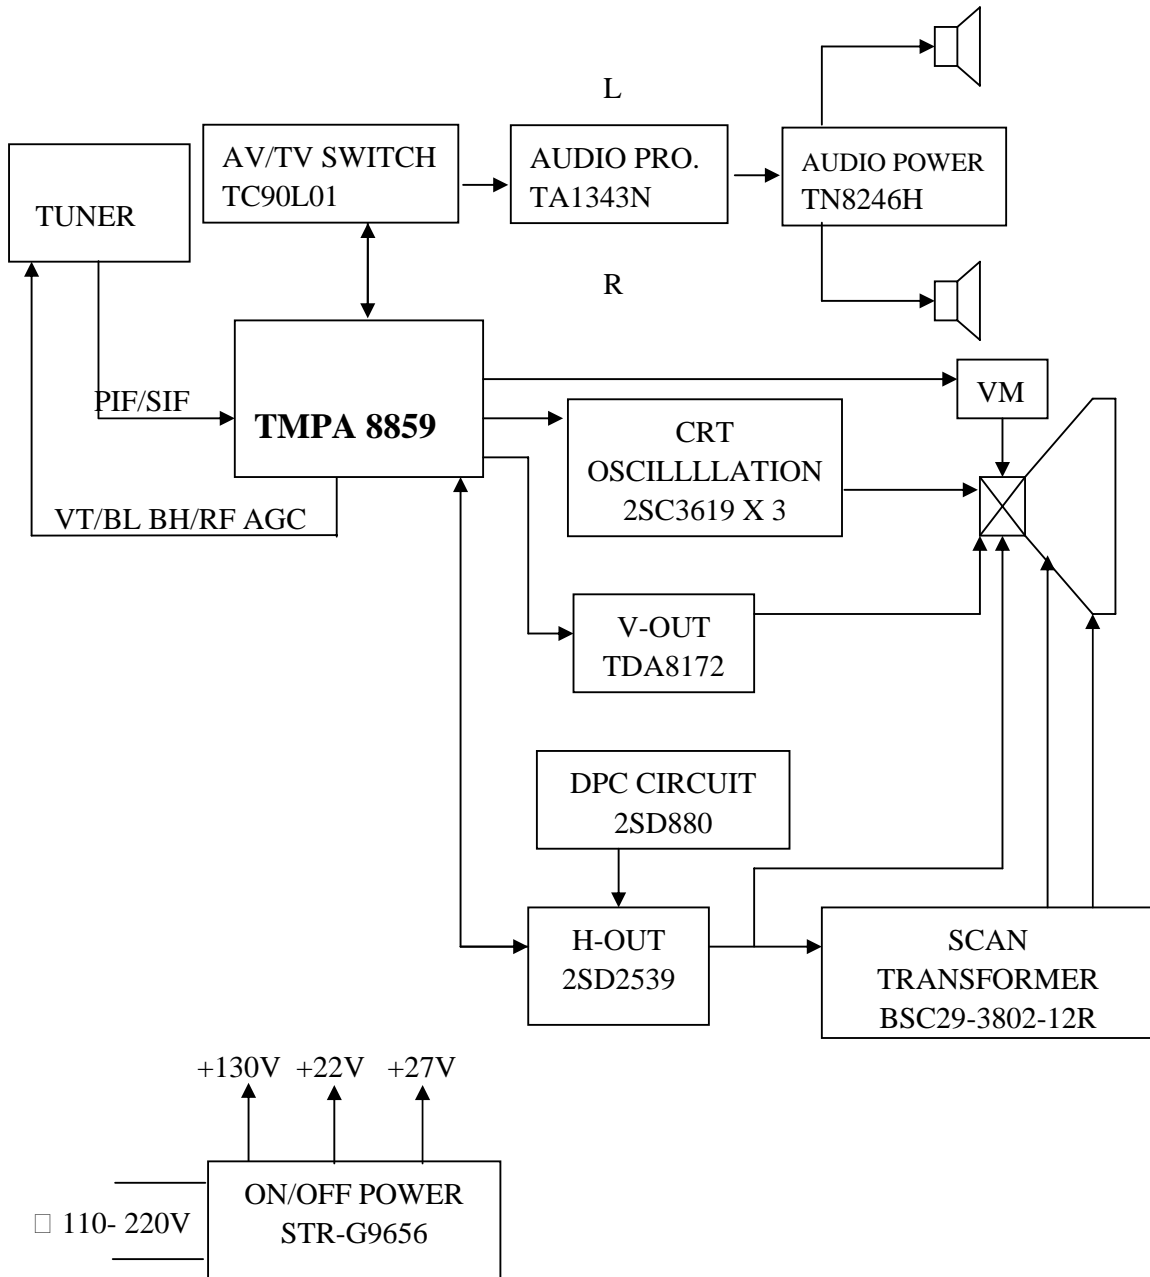 L
AV/TV SWITCH
TC90L01
AUDIO PRO.
TA1343N
AUDIO POWER
TN8246H
TUNER
R
PIF/SIF
TMPA 8859
VM
CRT
OSCILLLLATION
2SC3619 X 3
VT/BL BH/RF AGC
V-OUT
TDA8172
DPC CIRCUIT
2SD880
H-OUT
2SD2539
SCAN
TRANSFORMER
BSC29-3802-12R
+130V +22V +27V
ON/OFF POWER
STR-G9656
□ 110- 220V